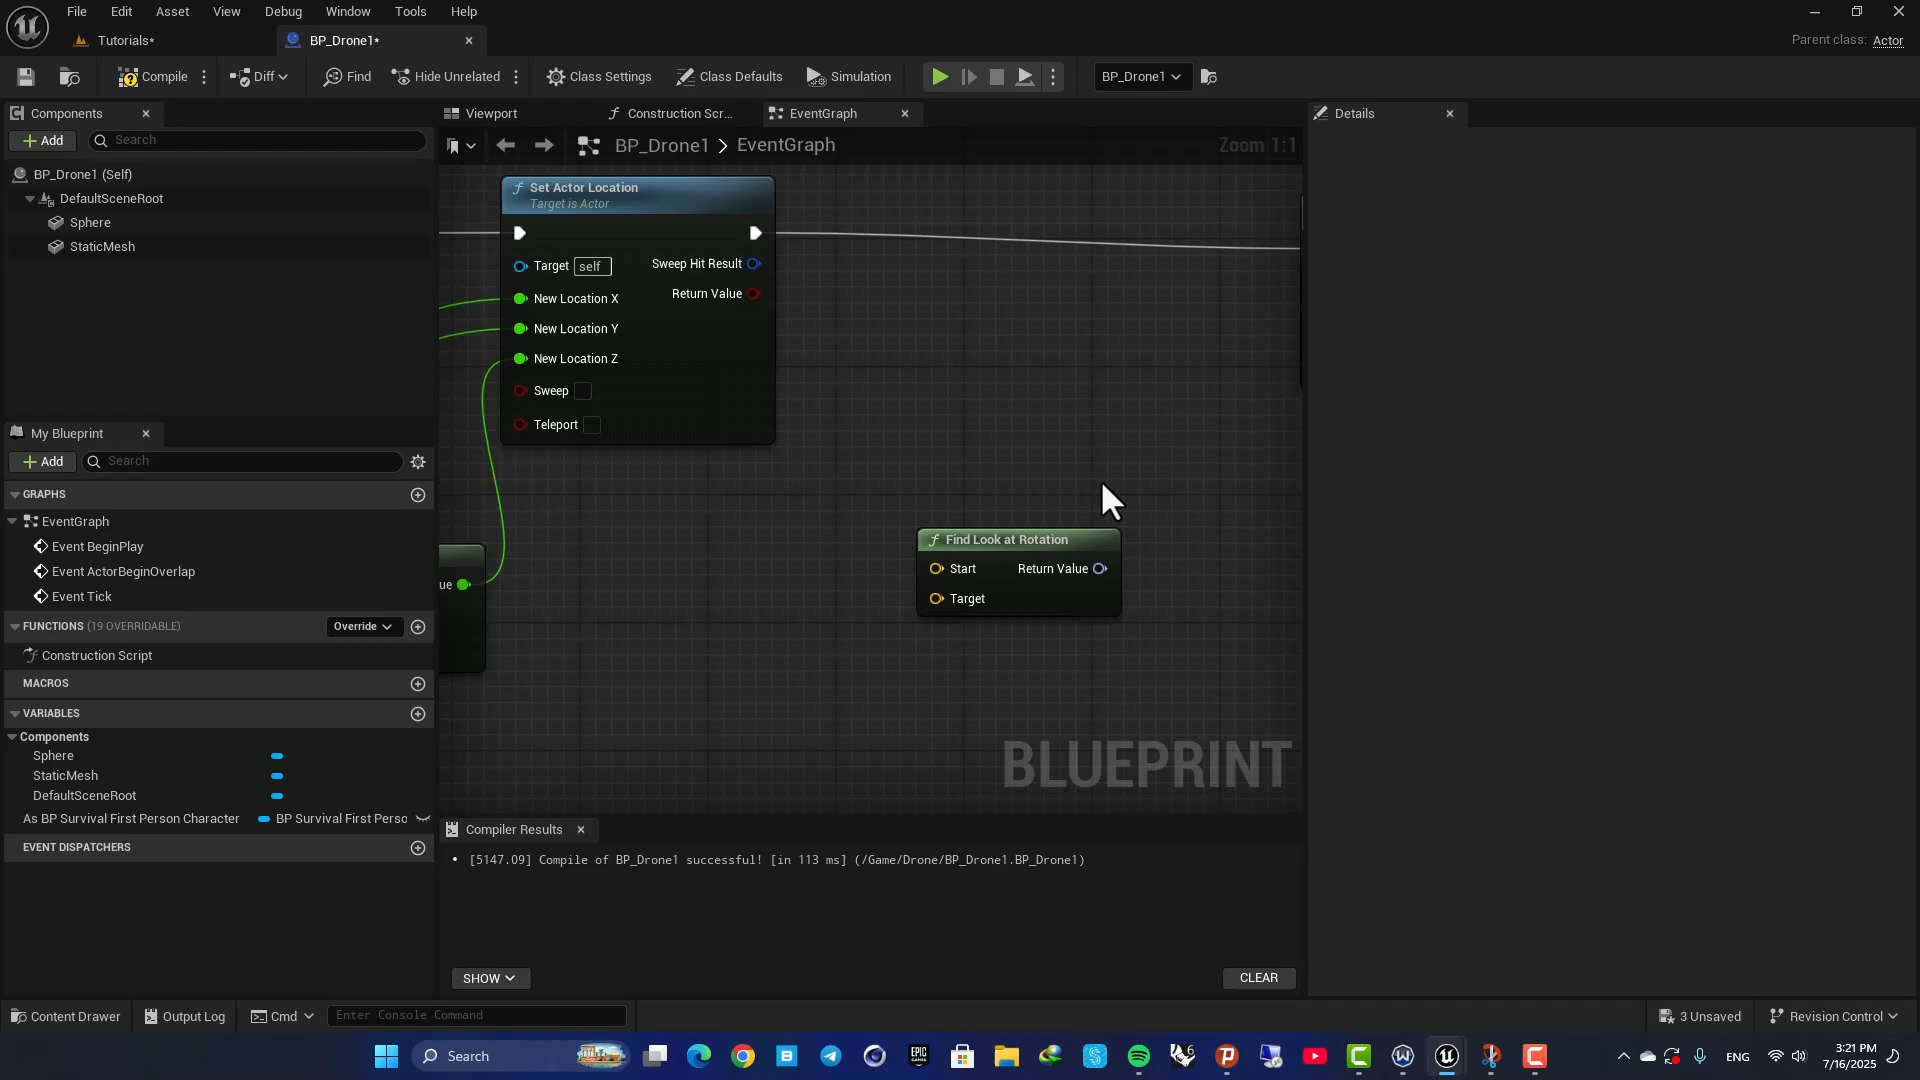 File Edit Asset View Debug Window Tools Help
Tutorials*
BP_Drone1*
Parent class: Actor
Compile
Diff
Find
Hide Unrelated
Class Settings
Class Defaults
Simulation
BP_Drone1
Components
Add
Search
BP_Drone1 (Self)
DefaultSceneRoot
Sphere
StaticMesh
My Blueprint
Add
Search
GRAPHS
EventGraph
Event BeginPlay
Event ActorBeginOverlap
Event Tick
FUNCTIONS (19 OVERRIDABLE)
Override
Construction Script
MACROS
VARIABLES
Components
Sphere
StaticMesh
DefaultSceneRoot
As BP Survival First Person Character BP Survival First Perso
EVENT DISPATCHERS
Viewport
Construction Scr...
EventGraph
BP_Drone1 > EventGraph
Zoom 1:1
Set Actor Location
Target is Actor
Target self
Sweep Hit Result
New Location X
Return Value
New Location Y
New Location Z
Sweep
Teleport
ue
Find Look at Rotation
Start Return Value
Target
BLUEPRINT
Compiler Results
• [5147.09] Compile of BP_Drone1 successful! [in 113 ms] (/Game/Drone/BP_Drone1.BP_Drone1)
SHOW
CLEAR
Details
Content Drawer
Output Log
Cmd
Enter Console Command
3 Unsaved
Revision Control
Search
EPIC GAMES
6
ENG
3:21 PM
7/16/2025